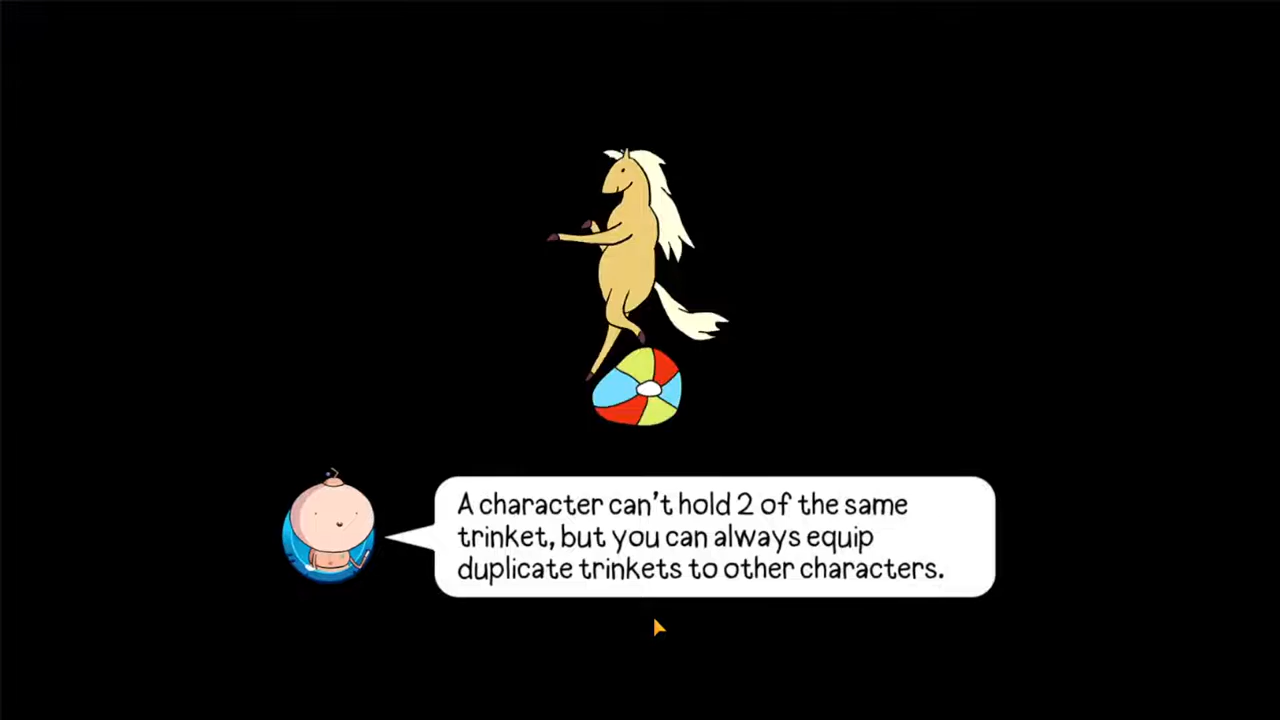 A character can't hold 2 of the same
trinket, but you can always equip
duplicate trinkets to other characters.